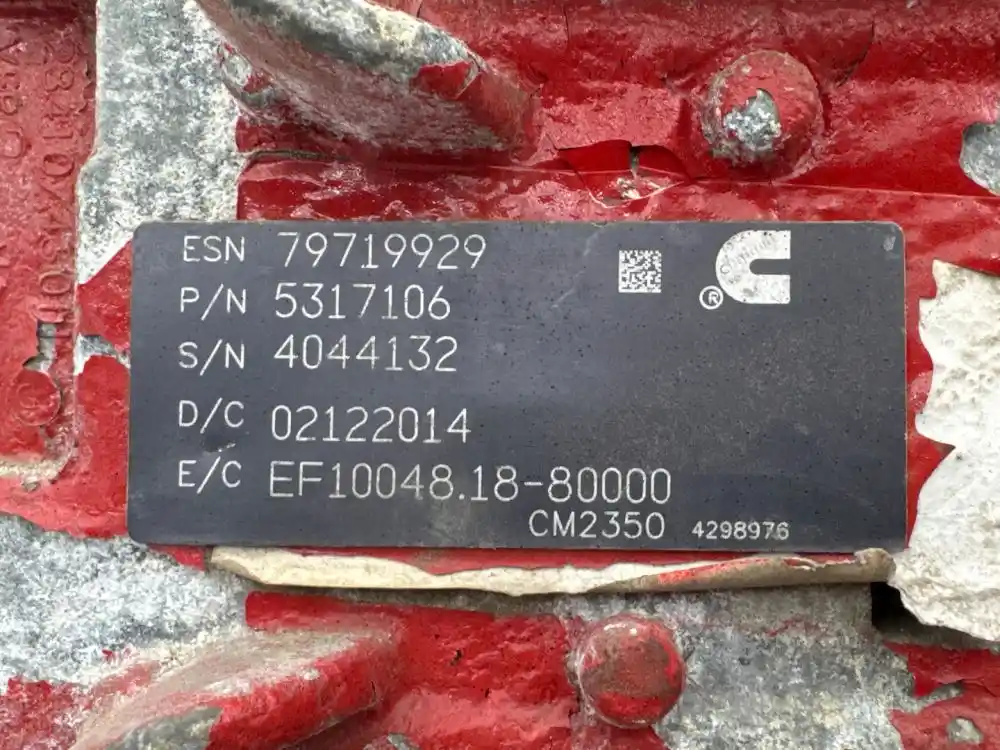 ESN 79719929
P/N 5317106
S/N 4044132
D/C 02122014
E/C EF10048.18-80000
CM2350 4298976
®